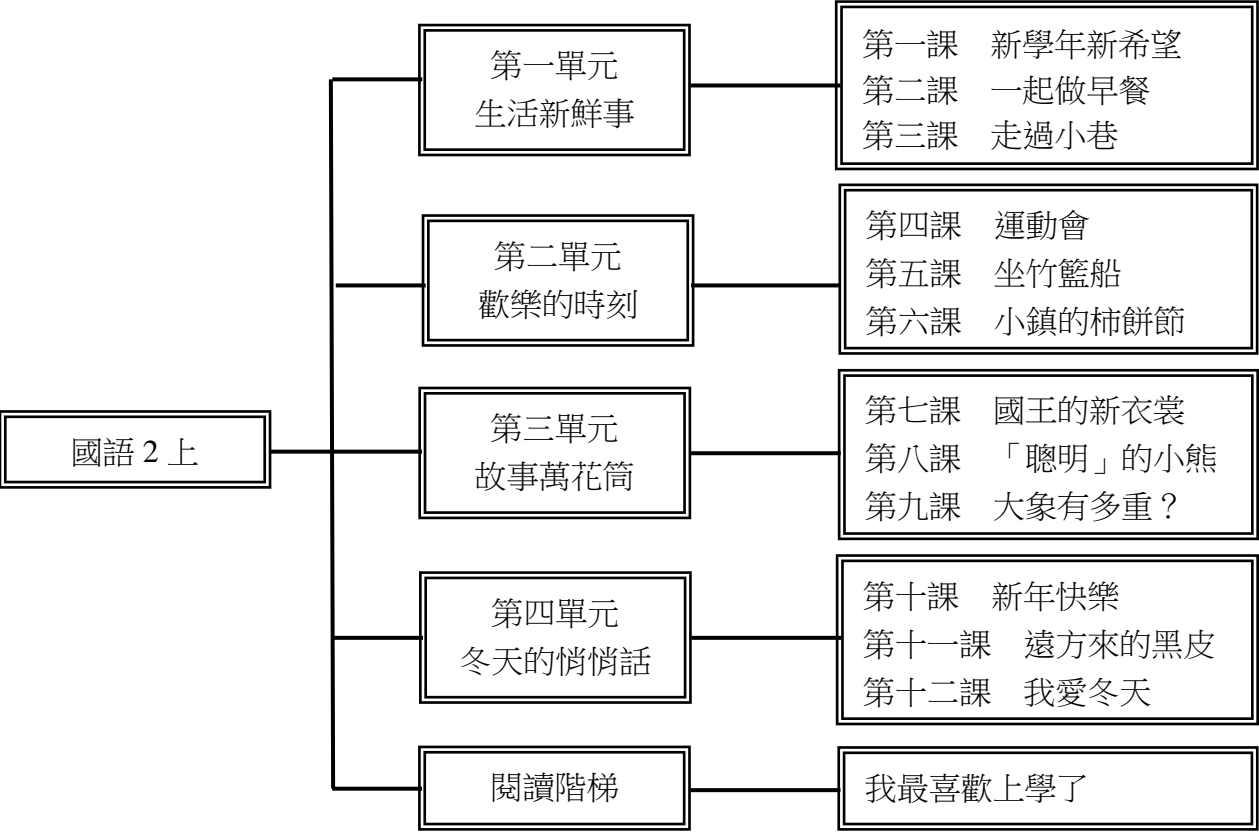 國語 2 上
第一單元
生活新鮮事
第一課　新學年新希望
第二課　一起做早餐
第三課　走過小巷
第二單元
歡樂的時刻
第四課　運動會
第五課　坐竹籃船
第六課　小鎮的柿餅節
第三單元
故事萬花筒
第七課　國王的新衣裳
第八課　「聰明」的小熊
第九課　大象有多重？
第四單元
冬天的悄悄話
第十課　新年快樂
第十一課　遠方來的黑皮
第十二課　我愛冬天
閱讀階梯
我最喜歡上學了